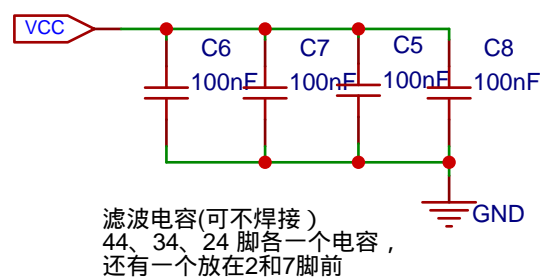 VCC
C6 C7 C5 C8
100nF 100nF 100nF 100nF
GND
滤波电容(可不焊接）
44、34、24 脚各一个电容，
还有一个放在2和7脚前